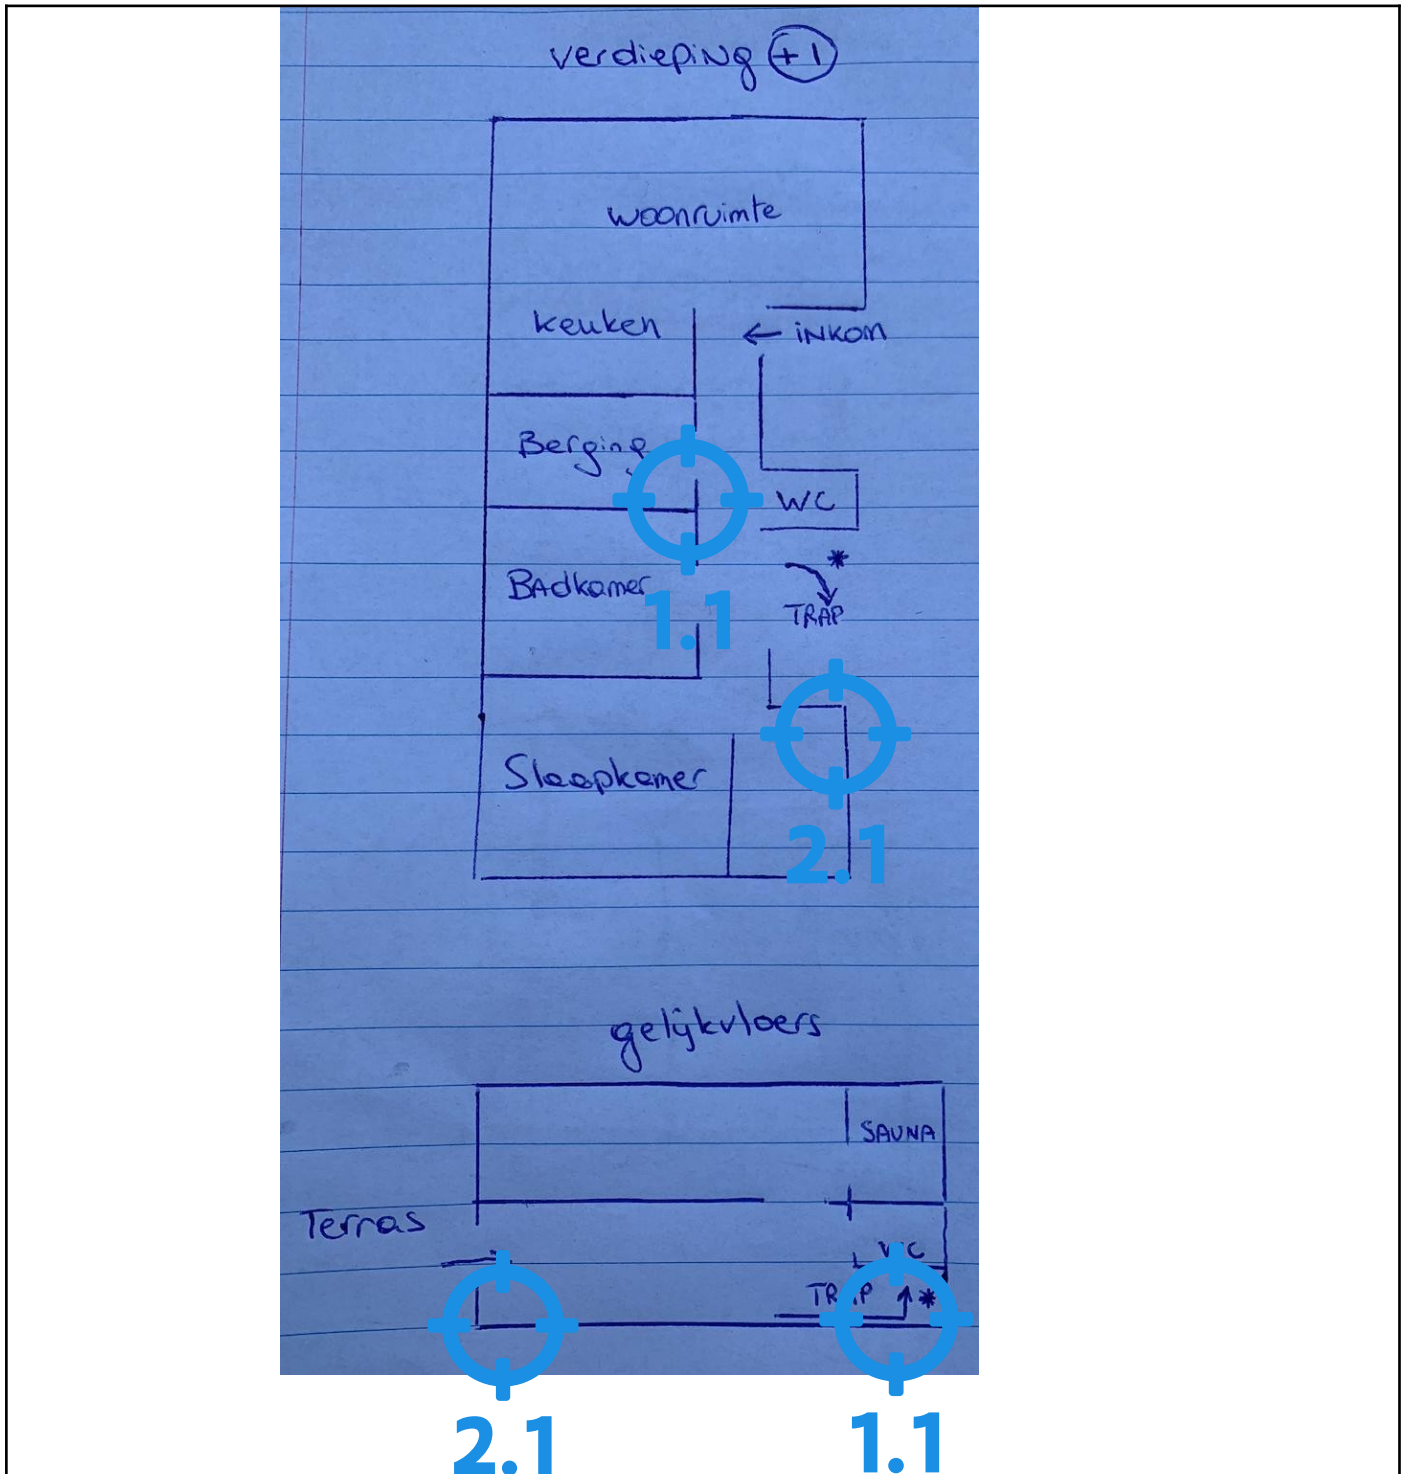 verdieping +1
woonruimte
keuken
← inkom
Berging
WC
*
Badkamer
TRAP
1.1
Slaapkamer
2.1
gelijkvloers
SAUNA
Terras
WC
TRAP *
2.1
1.1